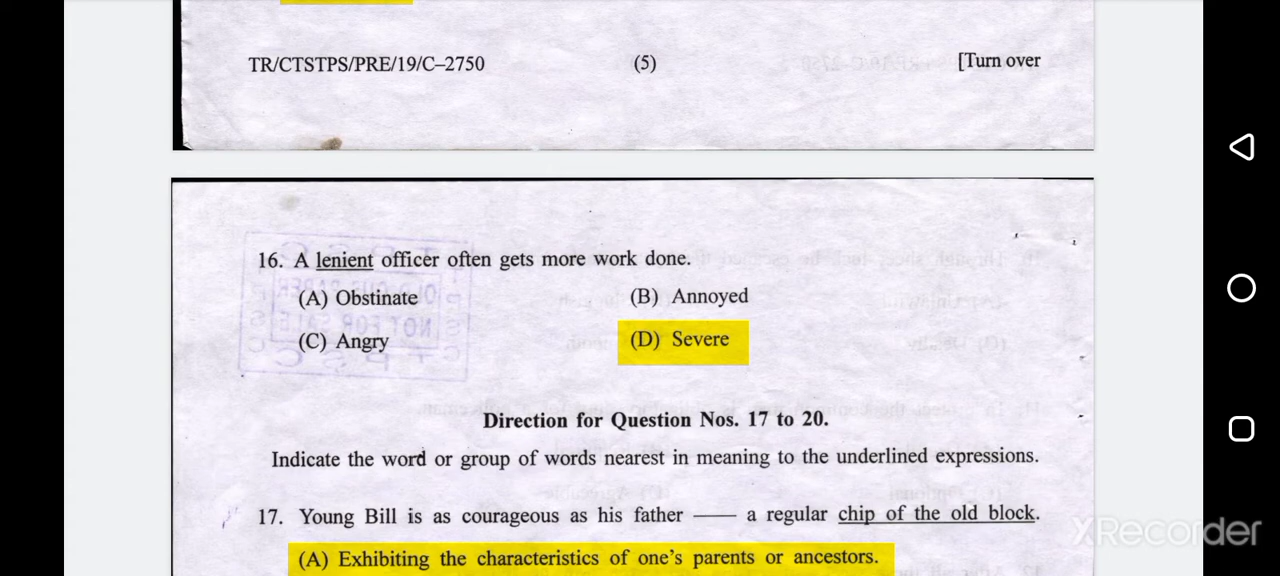 TR/CTSTPS/PRE/19/C–2750 (5) [Turn over
16. A lenient officer often gets more work done.
(A) Obstinate (B) Annoyed
(C) Angry (D) Severe
Direction for Question Nos. 17 to 20.
Indicate the word or group of words nearest in meaning to the underlined expressions.
17. Young Bill is as courageous as his father —— a regular chip of the old block.
(A) Exhibiting the characteristics of one's parents or ancestors.
XRecorder